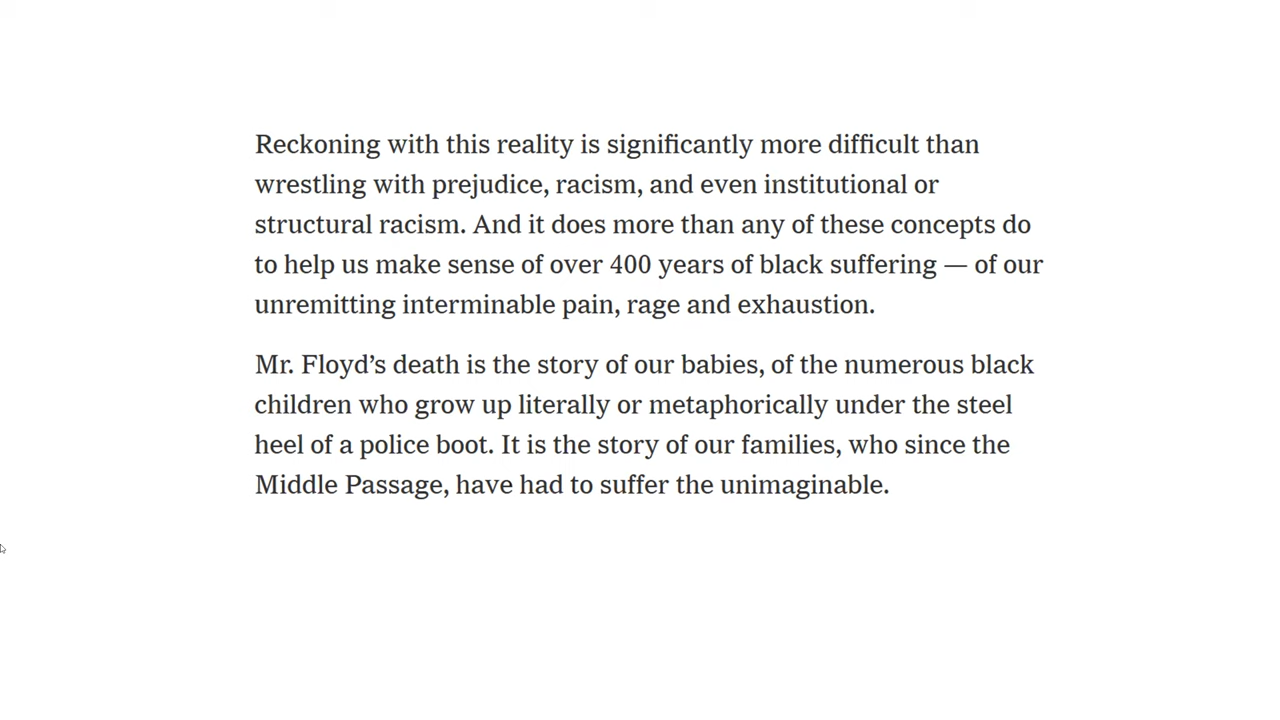 Reckoning with this reality is significantly more difficult than
wrestling with prejudice, racism, and even institutional or
structural racism. And it does more than any of these concepts do
to help us make sense of over 400 years of black suffering — of our
unremitting interminable pain, rage and exhaustion.
Mr. Floyd’s death is the story of our babies, of the numerous black
children who grow up literally or metaphorically under the steel
heel of a police boot. It is the story of our families, who since the
Middle Passage, have had to suffer the unimaginable.